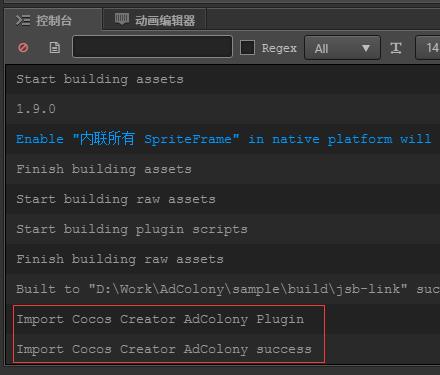 控制台 动画编辑器
Regex All 14
Start building assets
1.9.0
Enable "内联所有 SpriteFrame" in native platform will
Finish building assets
Start building raw assets
Start building plugin scripts
Finish building raw assets
Built to "D:\Work\AdColony\sample\build\jsb-link" suc
Import Cocos Creator AdColony Plugin
Import Cocos Creator AdColony success